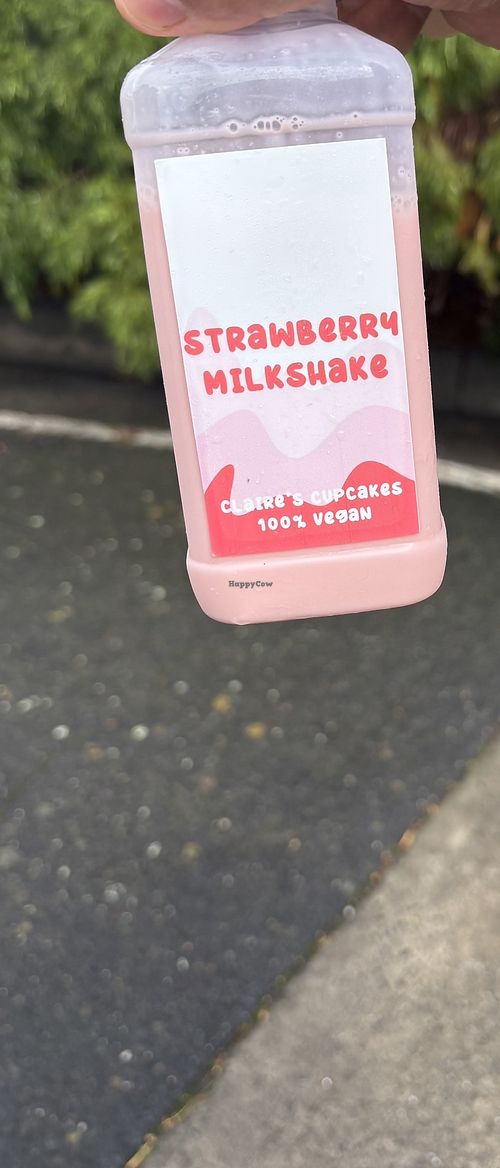 STRAWBERRY
MILKSHAKE
CLAIRE'S CUPCAKES
100% VEGAN
HappyCow